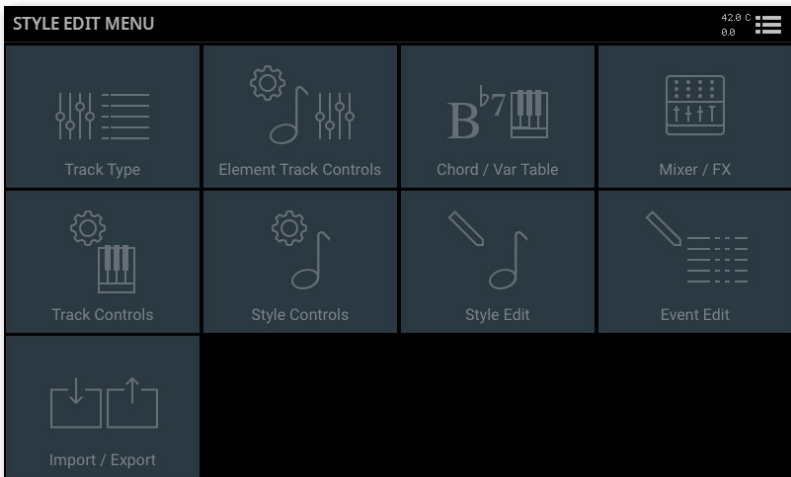 STYLE EDIT MENU
42.0 C
0.0
B♭7
Track Type
Element Track Controls
Chord / Var Table
Mixer / FX
Track Controls
Style Controls
Style Edit
Event Edit
Import / Export